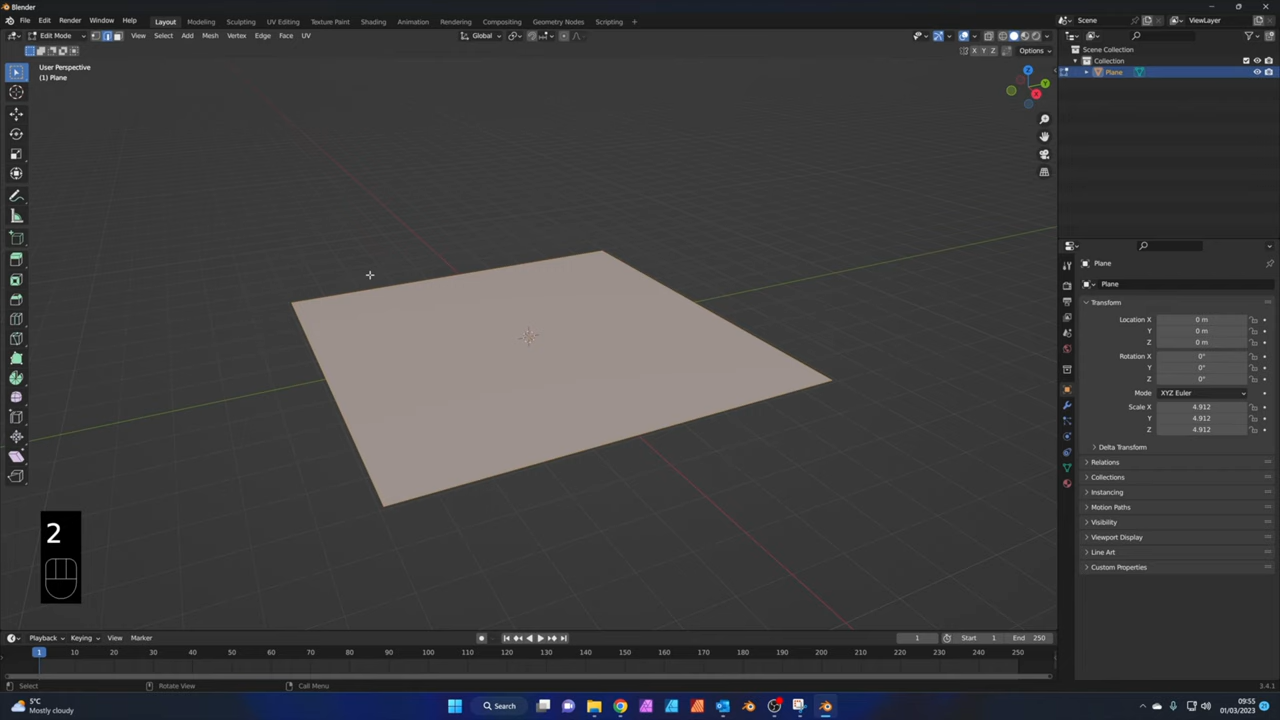 Blender
File Edit Render Window Help Layout Modeling Sculpting UV Editing Texture Paint Shading Animation Rendering Compositing Geometry Nodes Scripting + Scene ViewLayer
Edit Mode View Select Add Mesh Vertex Edge Face UV Global
X Y Z Options
User Perspective
(1) Plane
Z
Y
X
Scene Collection
Collection
Plane
Plane
Plane
Transform
Location X 0 m
Y 0 m
Z 0 m
Rotation X 0°
Y 0°
Z 0°
Mode XYZ Euler
Scale X 4.912
Y 4.912
Z 4.912
Delta Transform
Relations
Collections
Instancing
Motion Paths
Visibility
Viewport Display
Line Art
Custom Properties
2
Playback Keying View Marker 1 Start 1 End 250
1 10 20 30 40 50 60 70 80 90 100 110 120 130 140 150 160 170 180 190 200 210 220 230 240 250
Select Rotate View Call Menu 3.4.1
5°C
Mostly cloudy
Search
09:55
01/03/2023